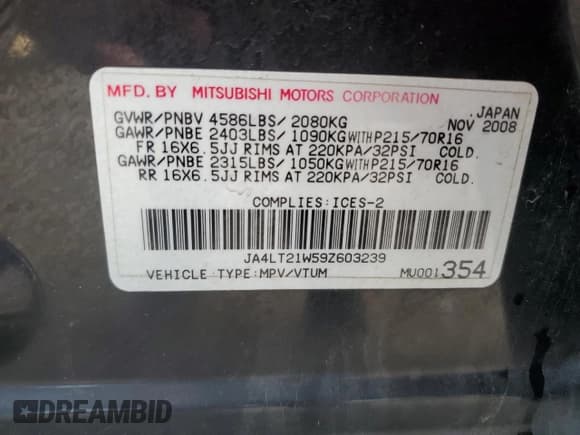 MFD. BY MITSUBISHI MOTORS CORPORATION
GVWR/PNBV 4586LBS/ 2080KG JAPAN
GAWR/PNBE 2403LBS/ 1090KG WITH P215/70R16 NOV 2008
FR 16X6.5JJ RIMS AT 220KPA/32PSI COLD.
GAWR/PNBE 2315LBS/ 1050KG WITH P215/70R16
RR 16X6.5JJ RIMS AT 220KPA/32PSI COLD.
COMPLIES:ICES-2
JA4LT21W59Z603239
VEHICLE TYPE:MPV/VTUM MU001354
DREAMBID